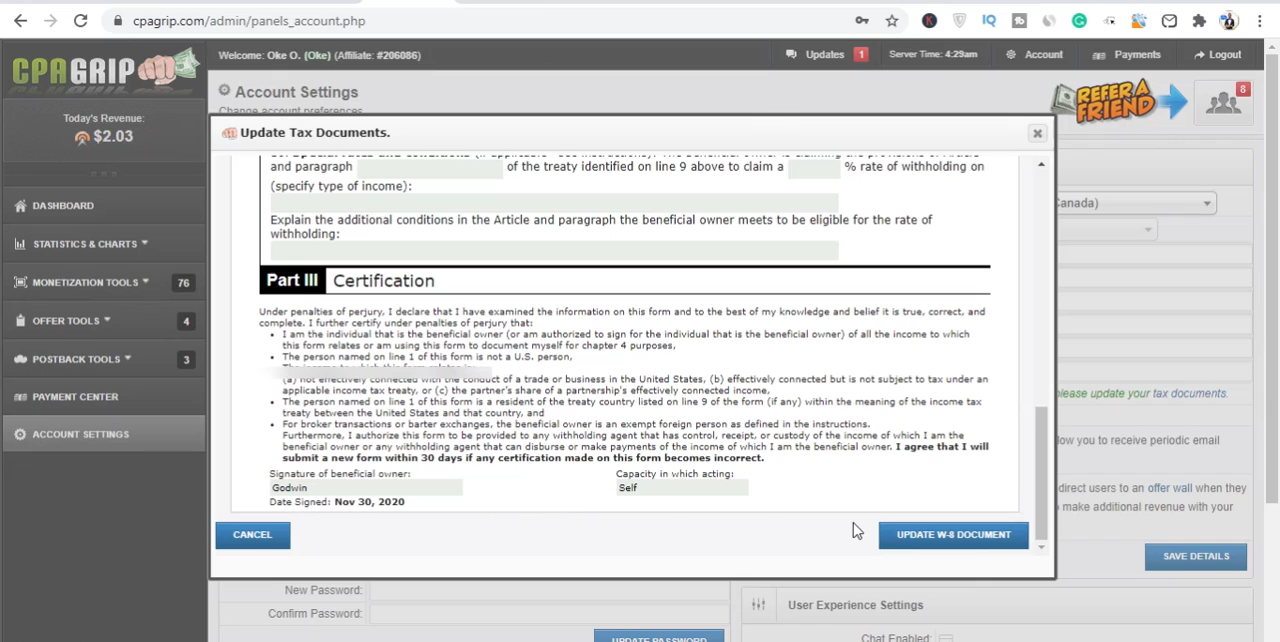 cpagrip.com/admin/panels_account.php
CPAGRIP
Welcome: Oke O. (Oke) (Affiliate: #206086)
Updates 1
Server Time: 4:29am
Account
Payments
Logout
Today's Revenue:
$2.03
Account Settings
Change account preferences
REFER A FRIEND
8
Update Tax Documents.
DASHBOARD
STATISTICS & CHARTS
MONETIZATION TOOLS 76
OFFER TOOLS 4
POSTBACK TOOLS 3
PAYMENT CENTER
ACCOUNT SETTINGS
and paragraph of the treaty identified on line 9 above to claim a % rate of withholding on
(specify type of income):
Explain the additional conditions in the Article and paragraph the beneficial owner meets to be eligible for the rate of
withholding:
Part III Certification
Under penalties of perjury, I declare that I have examined the information on this form and to the best of my knowledge and belief it is true, correct, and
complete. I further certify under penalties of perjury that:
• I am the individual that is the beneficial owner (or am authorized to sign for the individual that is the beneficial owner) of all the income to which
this form relates or am using this form to document myself for chapter 4 purposes,
• The person named on line 1 of this form is not a U.S. person,
(a) not effectively connected with the conduct of a trade or business in the United States, (b) effectively connected but is not subject to tax under an
applicable income tax treaty, or (c) the partner's share of a partnership's effectively connected income,
• The person named on line 1 of this form is a resident of the treaty country listed on line 9 of the form (if any) within the meaning of the income tax
treaty between the United States and that country, and
• For broker transactions or barter exchanges, the beneficial owner is an exempt foreign person as defined in the instructions.
Furthermore, I authorize this form to be provided to any withholding agent that has control, receipt, or custody of the income of which I am the
beneficial owner or any withholding agent that can disburse or make payments of the income of which I am the beneficial owner. I agree that I will
submit a new form within 30 days if any certification made on this form becomes incorrect.
Signature of beneficial owner: Capacity in which acting:
Godwin Self
Date Signed: Nov 30, 2020
CANCEL
UPDATE W-8 DOCUMENT
Canada)
please update your tax documents.
low you to receive periodic email
direct users to an offer wall when they
to make additional revenue with your
SAVE DETAILS
New Password:
Confirm Password:
UPDATE PASSWORD
User Experience Settings
Chat Enabled: